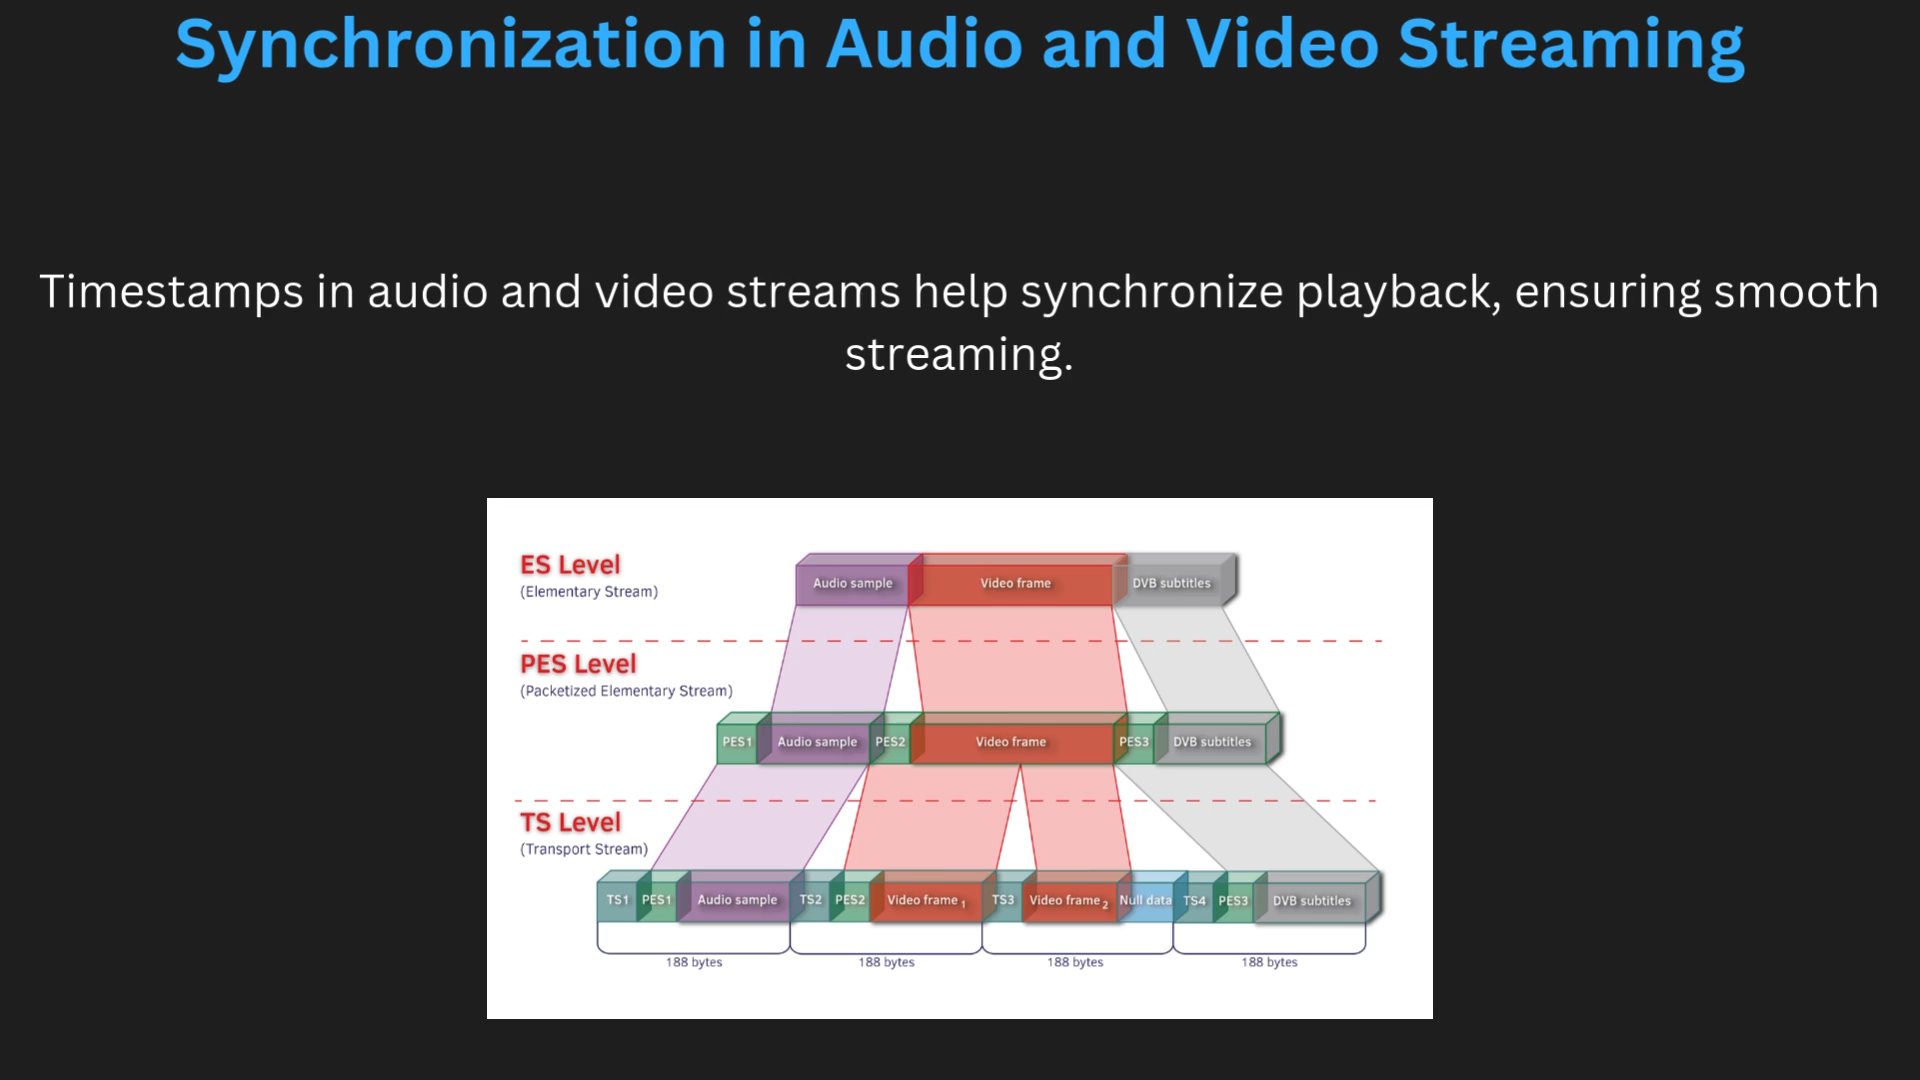 Synchronization in Audio and Video Streaming
Timestamps in audio and video streams help synchronize playback, ensuring smooth
streaming.
ES Level
(Elementary Stream)
Audio sample Video frame DVB subtitles
PES Level
(Packetized Elementary Stream)
PES1 Audio sample PES2 Video frame PES3 DVB subtitles
TS Level
(Transport Stream)
TS1 PES1 Audio sample TS2 PES2 Video frame 1 TS3 Video frame 2 Null data TS4 PES3 DVB subtitles
188 bytes 188 bytes 188 bytes 188 bytes